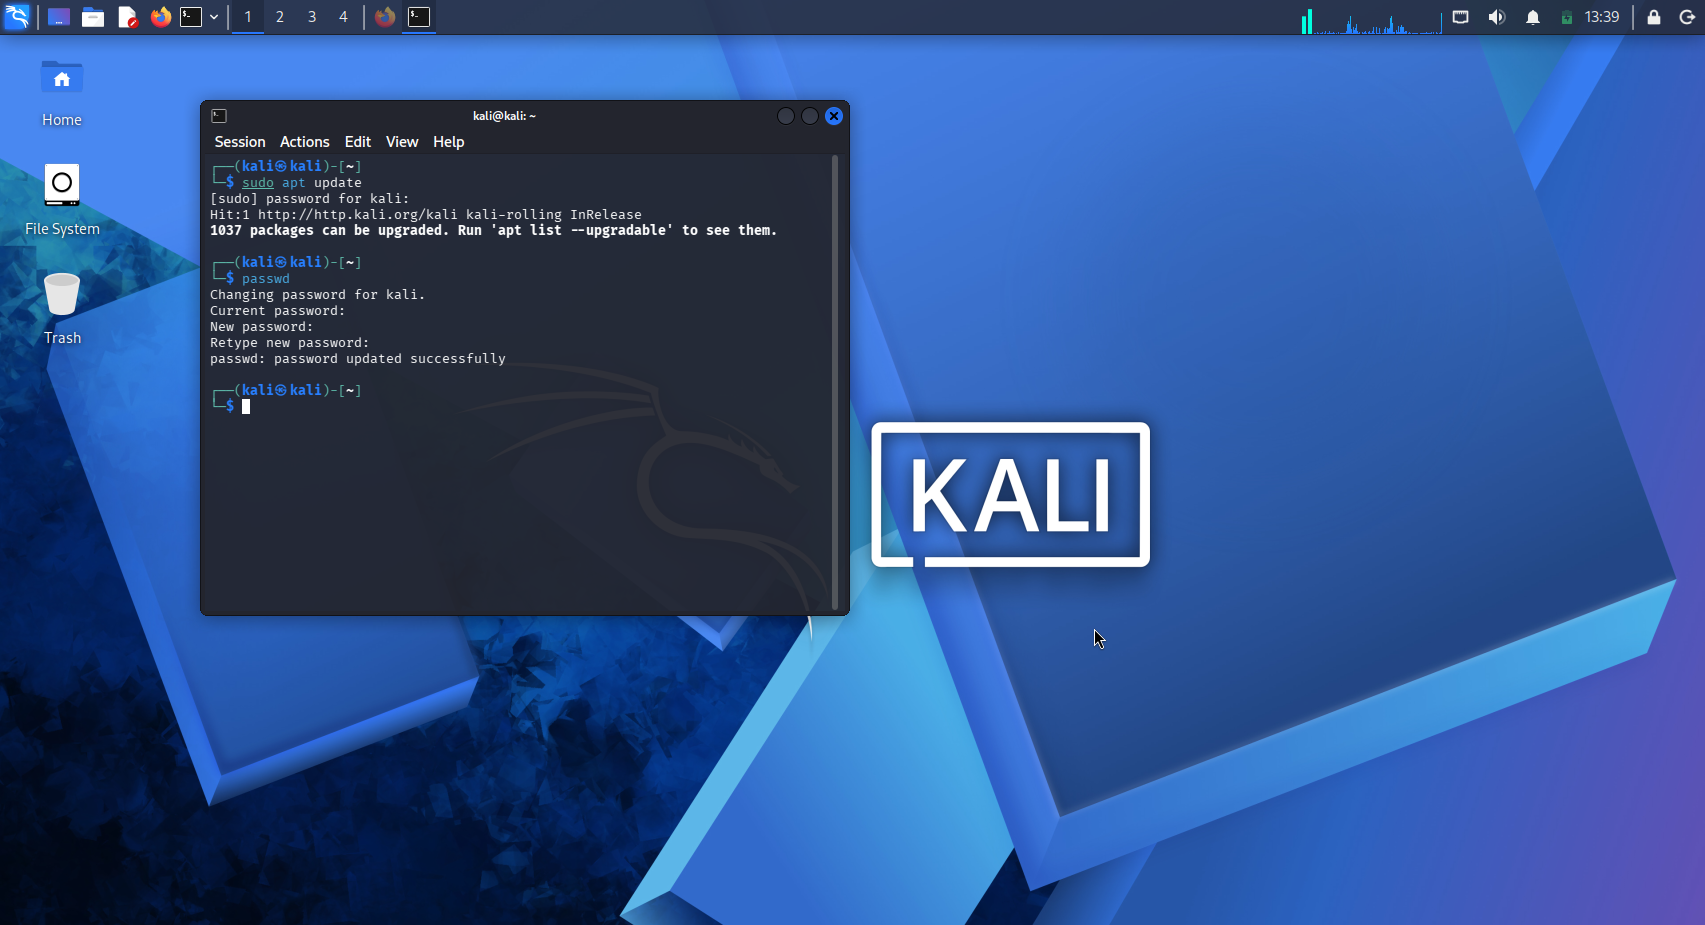 1 2 3 4 13:39
Home
File System
Trash
kali@kali: ~
Session Actions Edit View Help
┌──(kali㉿kali)-[~]
└─$ sudo apt update
[sudo] password for kali:
Hit:1 http://http.kali.org/kali kali-rolling InRelease
1037 packages can be upgraded. Run 'apt list --upgradable' to see them.
┌──(kali㉿kali)-[~]
└─$ passwd
Changing password for kali.
Current password:
New password:
Retype new password:
passwd: password updated successfully
┌──(kali㉿kali)-[~]
└─$
KALI